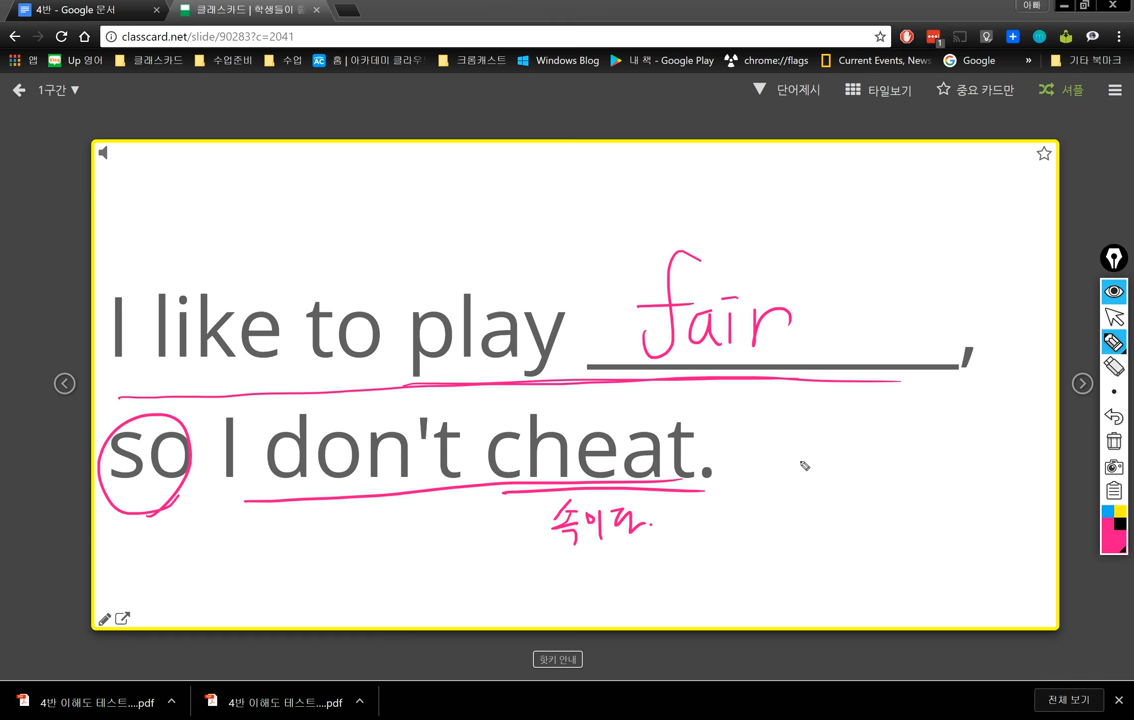 4반 - Google 문서
클래스카드 | 학생들이 좋
아빠
classcard.net/slide/90283?c=2041
앱 Up 영어 클래스카드 수업준비 수업 홈 | 아카데미 클라우 크롬캐스트 Windows Blog 내 책 - Google Play chrome://flags Current Events, News Google » 기타 북마크
1구간 ▼ 단어제시 타일보기 중요 카드만 셔플
I like to play fair,
so I don't cheat.
속이다.
핫키 안내
4반 이해도 테스트....pdf 4반 이해도 테스트....pdf 전체 보기